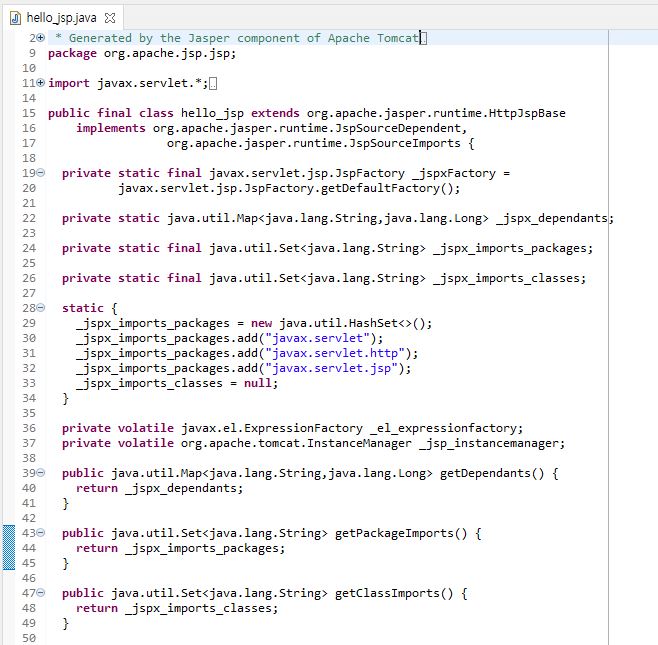 hello_jsp.java
2 * Generated by the Jasper component of Apache Tomcat
9 package org.apache.jsp.jsp;
10
11 import javax.servlet.*;
14
15 public final class hello_jsp extends org.apache.jasper.runtime.HttpJspBase
16     implements org.apache.jasper.runtime.JspSourceDependent,
17                  org.apache.jasper.runtime.JspSourceImports {
18
19   private static final javax.servlet.jsp.JspFactory _jspxFactory =
20           javax.servlet.jsp.JspFactory.getDefaultFactory();
21
22   private static java.util.Map<java.lang.String,java.lang.Long> _jspx_dependants;
23
24   private static final java.util.Set<java.lang.String> _jspx_imports_packages;
25
26   private static final java.util.Set<java.lang.String> _jspx_imports_classes;
27
28   static {
29     _jspx_imports_packages = new java.util.HashSet<>();
30     _jspx_imports_packages.add("javax.servlet");
31     _jspx_imports_packages.add("javax.servlet.http");
32     _jspx_imports_packages.add("javax.servlet.jsp");
33     _jspx_imports_classes = null;
34   }
35
36   private volatile javax.el.ExpressionFactory _el_expressionfactory;
37   private volatile org.apache.tomcat.InstanceManager _jsp_instancemanager;
38
39   public java.util.Map<java.lang.String,java.lang.Long> getDependants() {
40     return _jspx_dependants;
41   }
42
43   public java.util.Set<java.lang.String> getPackageImports() {
44     return _jspx_imports_packages;
45   }
46
47   public java.util.Set<java.lang.String> getClassImports() {
48     return _jspx_imports_classes;
49   }
50